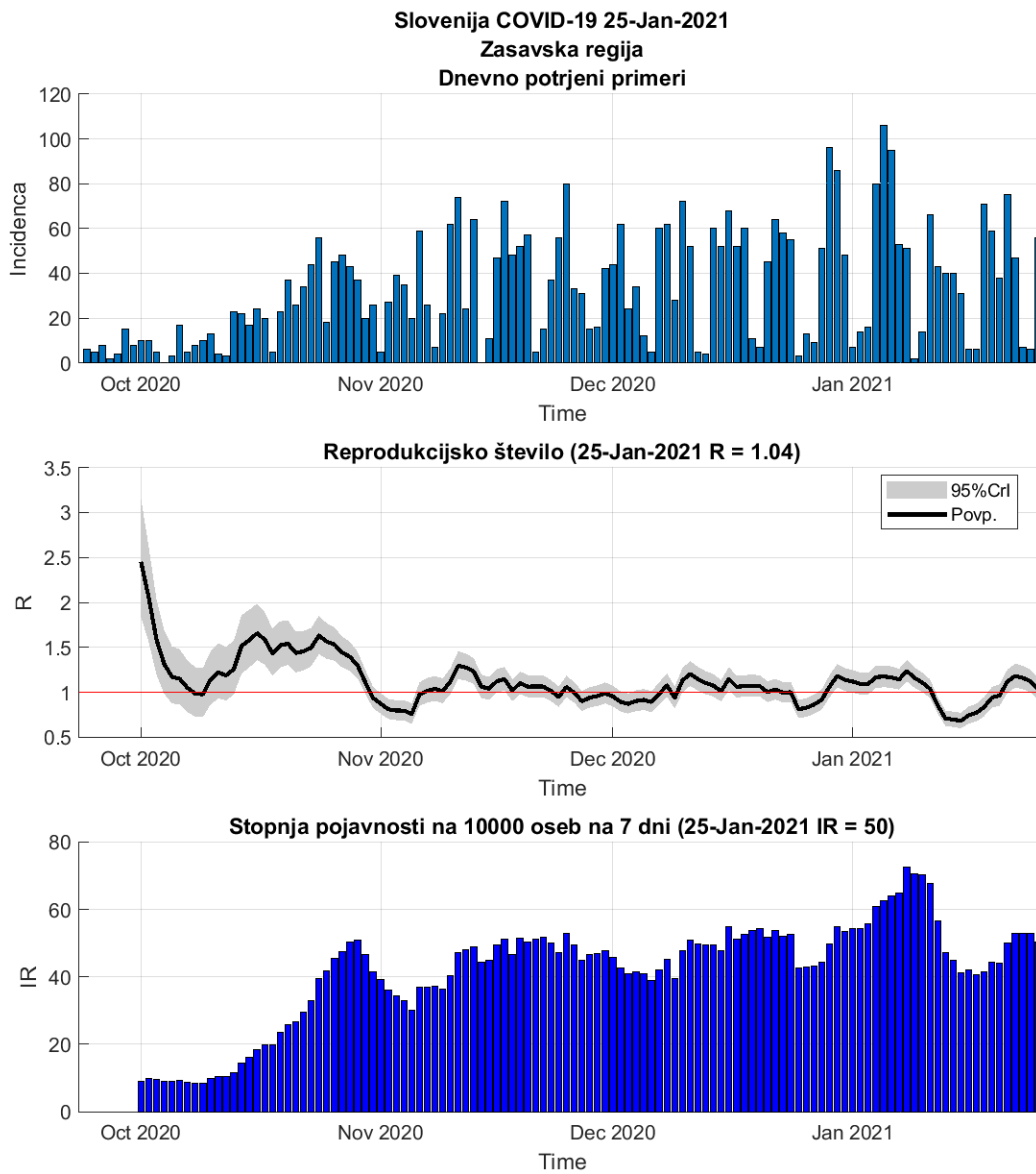 Slovenija COVID-19 25-Jan-2021
Zasavska regija
Dnevno potrjeni primeri
120
100
80
60
40
20
0
Incidenca
Oct 2020 Nov 2020 Dec 2020 Jan 2021
Time
Reprodukcijsko število (25-Jan-2021 R = 1.04)
3.5
3
2.5
2
1.5
1
0.5
R
95%CrI
Povp.
Oct 2020 Nov 2020 Dec 2020 Jan 2021
Time
Stopnja pojavnosti na 10000 oseb na 7 dni (25-Jan-2021 IR = 50)
80
60
40
20
0
IR
Oct 2020 Nov 2020 Dec 2020 Jan 2021
Time